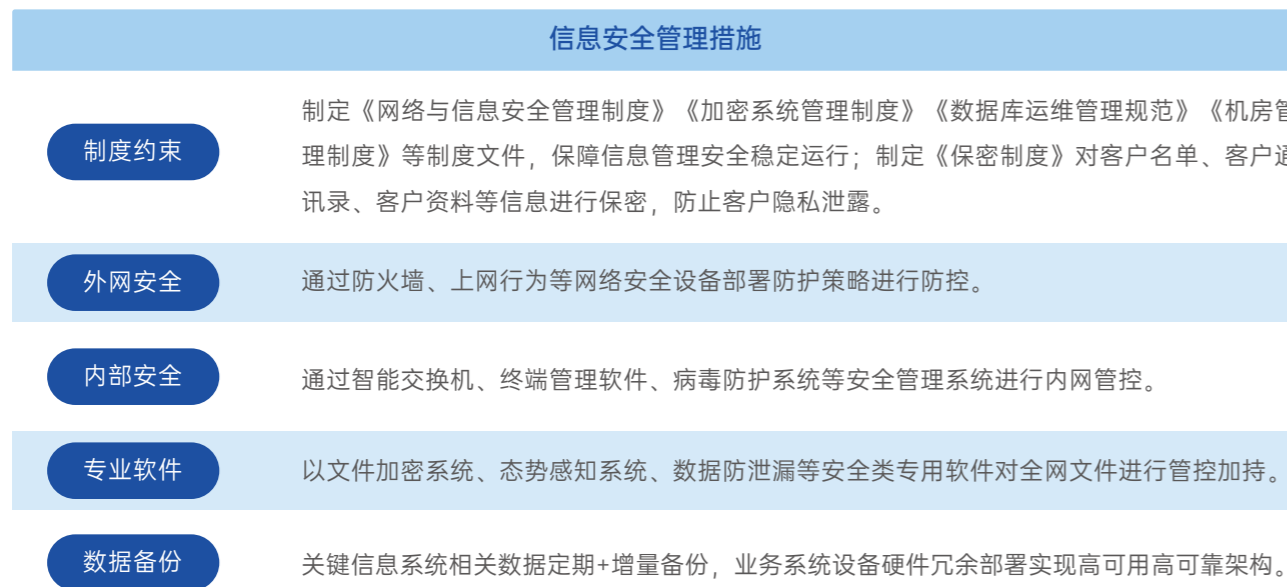 信息安全管理措施
制度约束
制定《网络与信息安全管理制度》《加密系统管理制度》《数据库运维管理规范》《机房管
理制度》等制度文件，保障信息管理安全稳定运行；制定《保密制度》对客户名单、客户通
讯录、客户资料等信息进行保密，防止客户隐私泄露。
外网安全
通过防火墙、上网行为等网络安全设备部署防护策略进行防控。
内部安全
通过智能交换机、终端管理软件、病毒防护系统等安全管理系统进行内网管控。
专业软件
以文件加密系统、态势感知系统、数据防泄漏等安全类专用软件对全网文件进行管控加持。
数据备份
关键信息系统相关数据定期+增量备份，业务系统设备硬件冗余部署实现高可用高可靠架构。